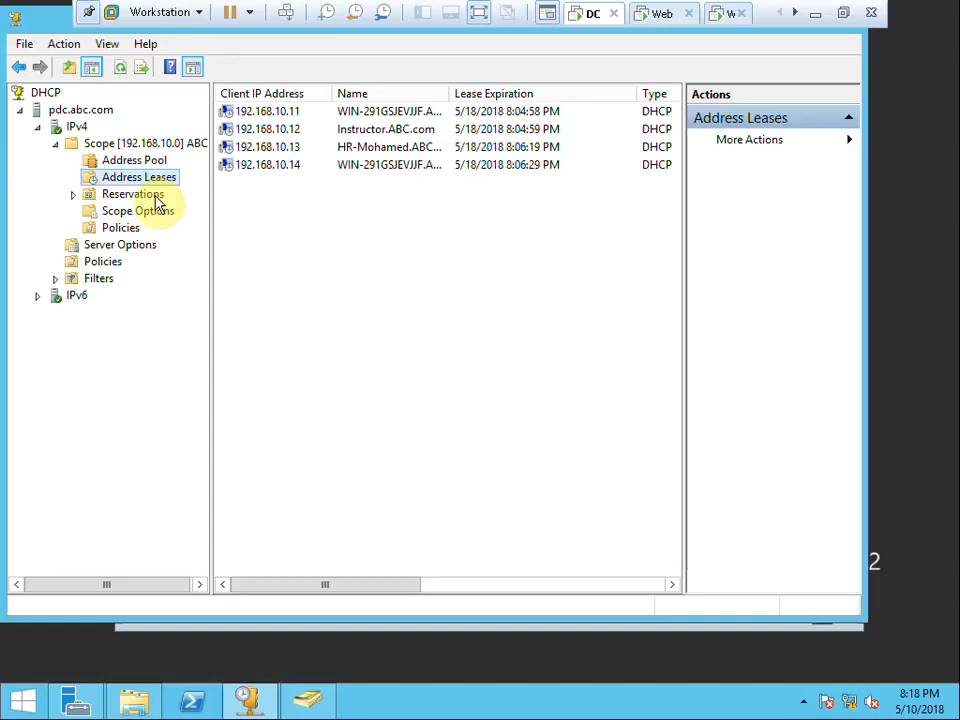 Workstation
DC
Web
W
File Action View Help
DHCP
pdc.abc.com
IPv4
Scope [192.168.10.0] ABC
Address Pool
Address Leases
Reservations
Scope Options
Policies
Server Options
Policies
Filters
IPv6
Client IP Address Name Lease Expiration Type
192.168.10.11 WIN-291GSJEVJJF.A... 5/18/2018 8:04:58 PM DHCP
192.168.10.12 Instructor.ABC.com 5/18/2018 8:04:59 PM DHCP
192.168.10.13 HR-Mohamed.ABC... 5/18/2018 8:06:19 PM DHCP
192.168.10.14 WIN-291GSJEVJJF.A... 5/18/2018 8:06:29 PM DHCP
Actions
Address Leases
More Actions
2
8:18 PM
5/10/2018